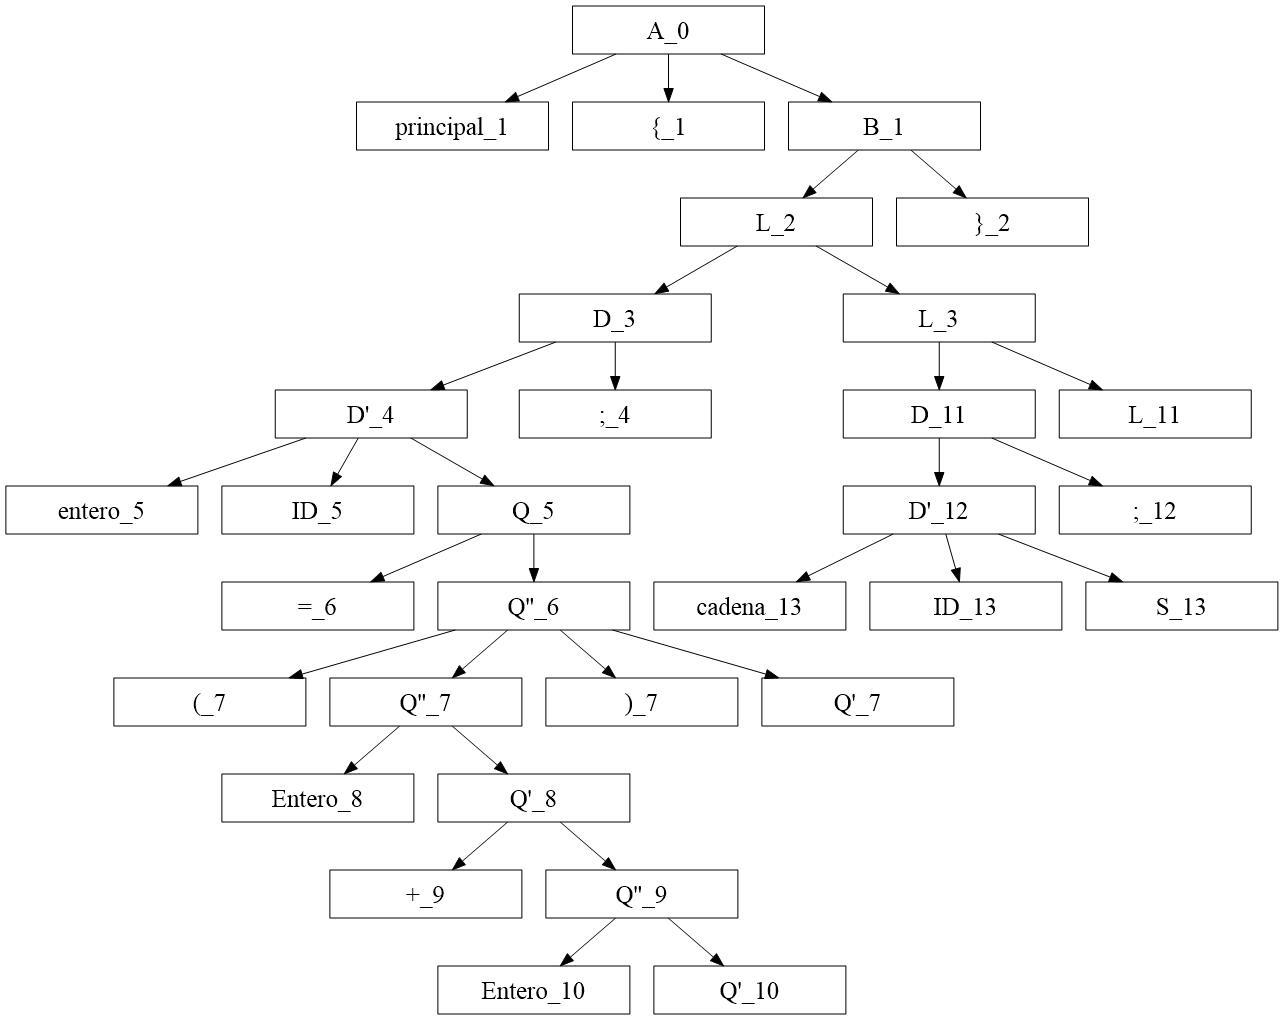 A_0
principal_1 {_1 B_1
L_2 }_2
D_3 L_3
D'_4 ;_4 D_11 L_11
entero_5 ID_5 Q_5 D'_12 ;_12
=_6 Q"_6 cadena_13 ID_13 S_13
(_7 Q"_7 )_7 Q'_7
Entero_8 Q'_8
+_9 Q"_9
Entero_10 Q'_10